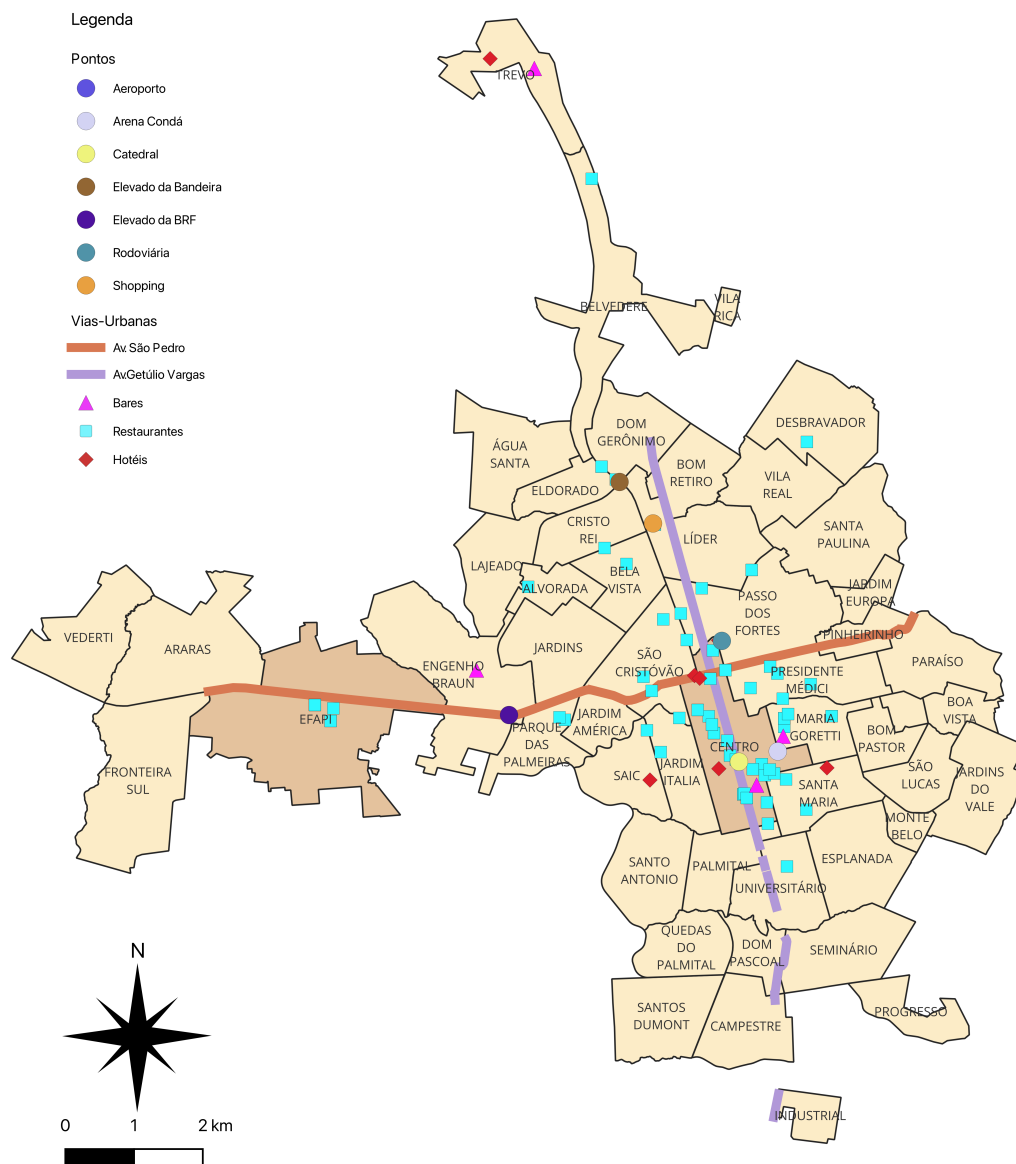 Legenda
Pontos
Aeroporto
Arena Condá
Catedral
Elevado da Bandeira
Elevado da BRF
Rodoviária
Shopping
Vias-Urbanas
Av. São Pedro
Av.Getúlio Vargas
Bares
Restaurantes
Hotéis
TREVO
BELVEDERE
VILA
RICA
DESBRAVADOR
DOM
GERÔNIMO
ÁGUA
SANTA
BOM
RETIRO
VILA
REAL
ELDORADO
CRISTO
REI
LÍDER
SANTA
PAULINA
LAJEADO
ALVORADA
BELA
VISTA
JARDIM
EUROPA
PASSO
DOS
FORTES
VEDERTI
ARARAS
PINHEIRINHO
JARDINS
SÃO
CRISTÓVÃO
ENGENHO
BRAUN
PARAÍSO
PRESIDENTE
MÉDICI
EFAPI
JARDIM
AMÉRICA
PARQUE
DAS
PALMEIRAS
MARIA
GORETTI
BOA
VISTA
BOM
PASTOR
CENTRO
FRONTEIRA
SUL
SAIC
JARDIM
ITALIA
SANTA
MARIA
SÃO
LUCAS
JARDINS
DO
VALE
MONTE
BELO
SANTO
ANTONIO
PALMITAL
ESPLANADA
UNIVERSITÁRIO
QUEDAS
DO
PALMITAL
DOM
PASCOAL
SEMINÁRIO
SANTOS
DUMONT
CAMPESTRE
PROGRESSO
INDUSTRIAL
N
0 1 2 km